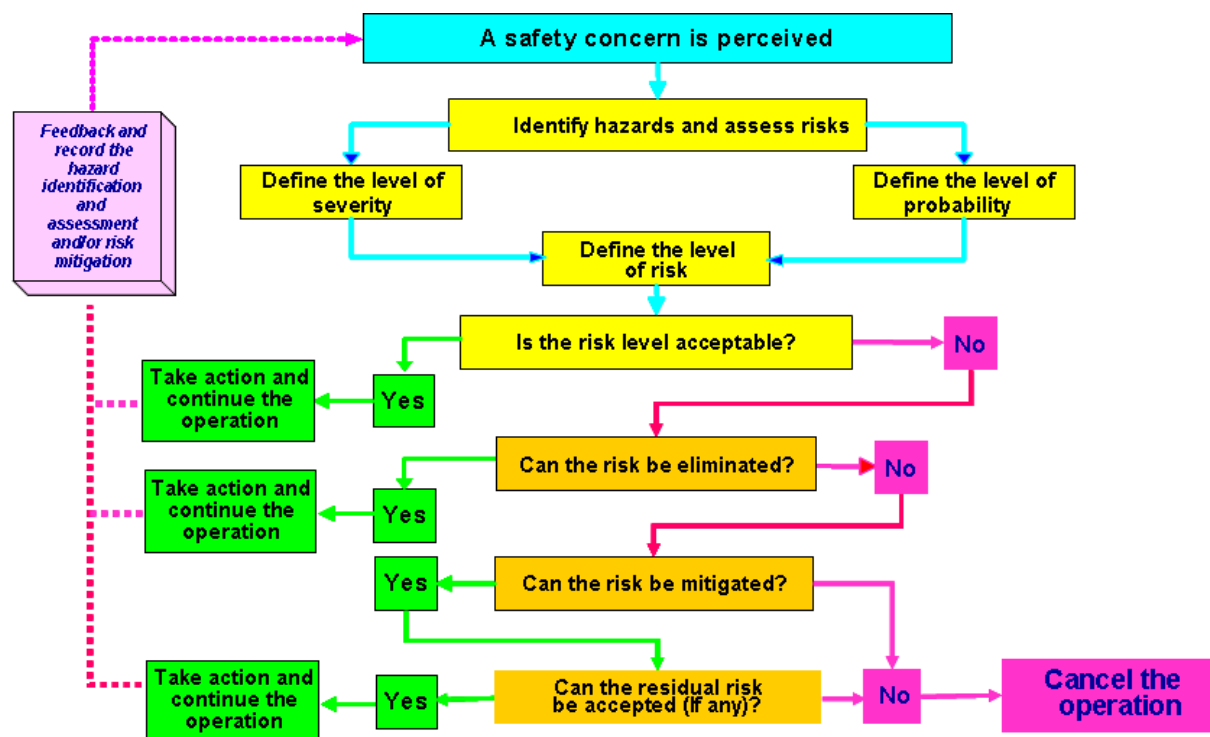 A safety concern is perceived
Identify hazards and assess risks
Feedback and
record the
hazard
identification
and
assessment
and/or risk
mitigation
Define the level of
severity
Define the level of
probability
Define the level
of risk
Is the risk level acceptable?
No
Yes
Take action and
continue the
operation
Can the risk be eliminated?
No
Yes
Take action and
continue the
operation
Can the risk be mitigated?
Yes
Can the residual risk
be accepted (If any)?
Yes
Take action and
continue the
operation
No
Cancel the
operation